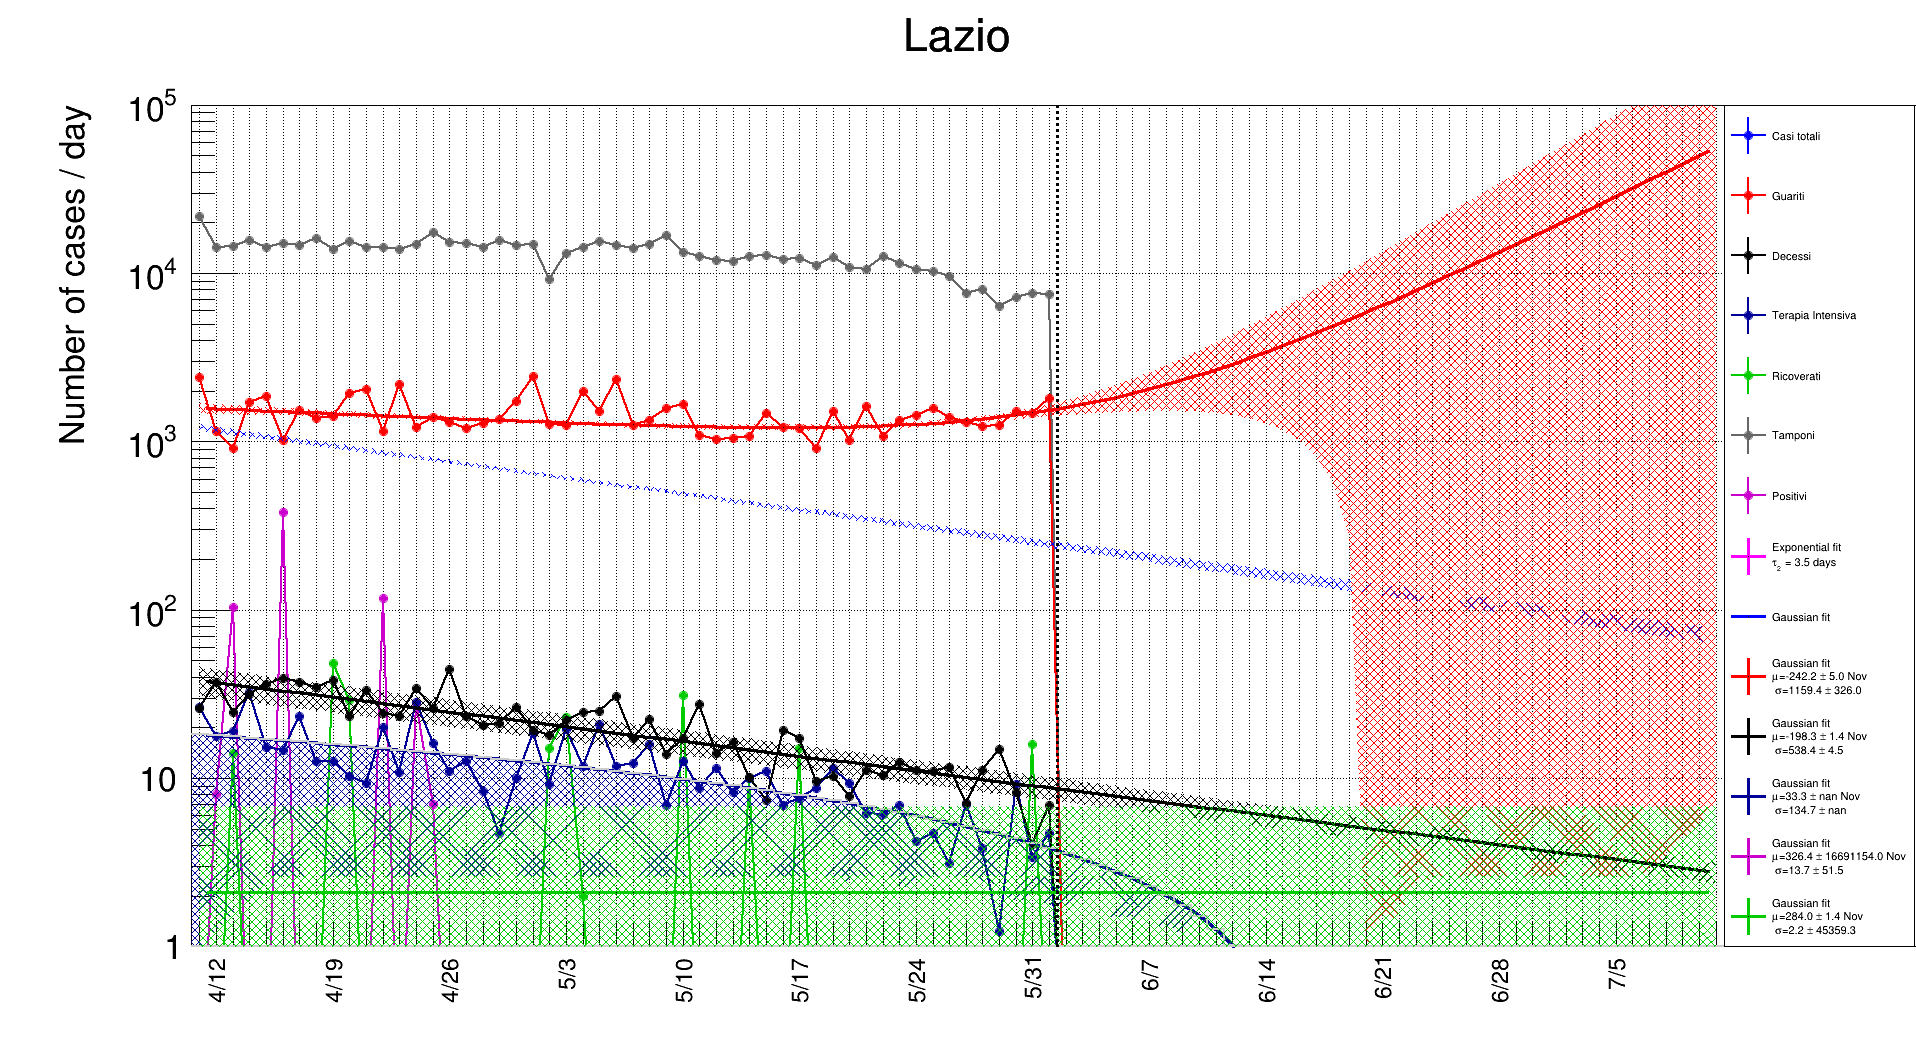 Lazio
Number of cases / day
10^5
10^4
10^3
10^2
10
1
4/12
4/19
4/26
5/3
5/10
5/17
5/24
5/31
6/7
6/14
6/21
6/28
7/5
Casi totali
Guariti
Decessi
Terapia Intensiva
Ricoverati
Tamponi
Positivi
Exponential fit
τ_2 = 3.5 days
Gaussian fit
Gaussian fit
μ=-242.2 ± 5.0 Nov
σ=1159.4 ± 326.0
Gaussian fit
μ=-198.3 ± 1.4 Nov
σ=538.4 ± 4.5
Gaussian fit
μ=33.3 ± nan Nov
σ=134.7 ± nan
Gaussian fit
μ=326.4 ± 16691154.0 Nov
σ=13.7 ± 51.5
Gaussian fit
μ=284.0 ± 1.4 Nov
σ=2.2 ± 45359.3